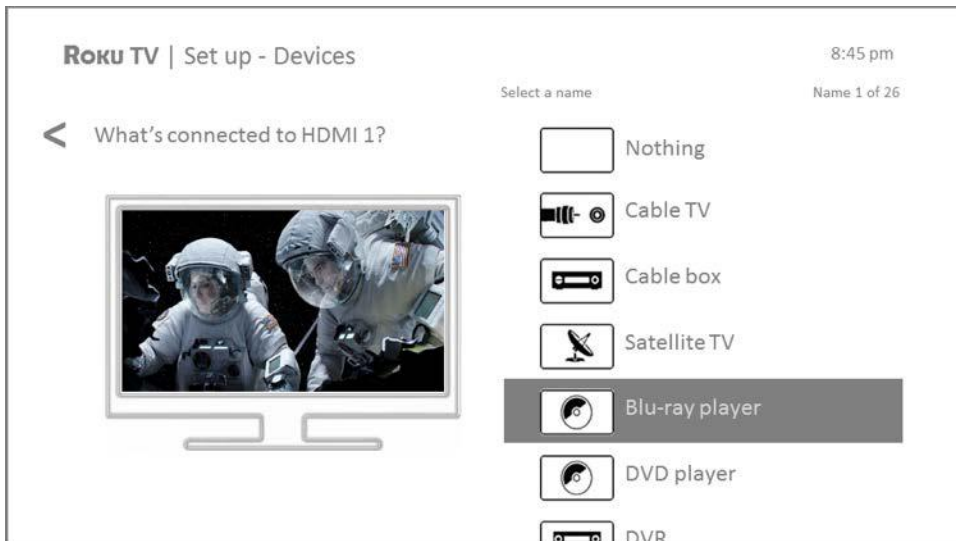 ROKU TV | Set up - Devices
8:45 pm
Select a name
Name 1 of 26
< What's connected to HDMI 1?
Nothing
Cable TV
Cable box
Satellite TV
Blu-ray player
DVD player
DVR